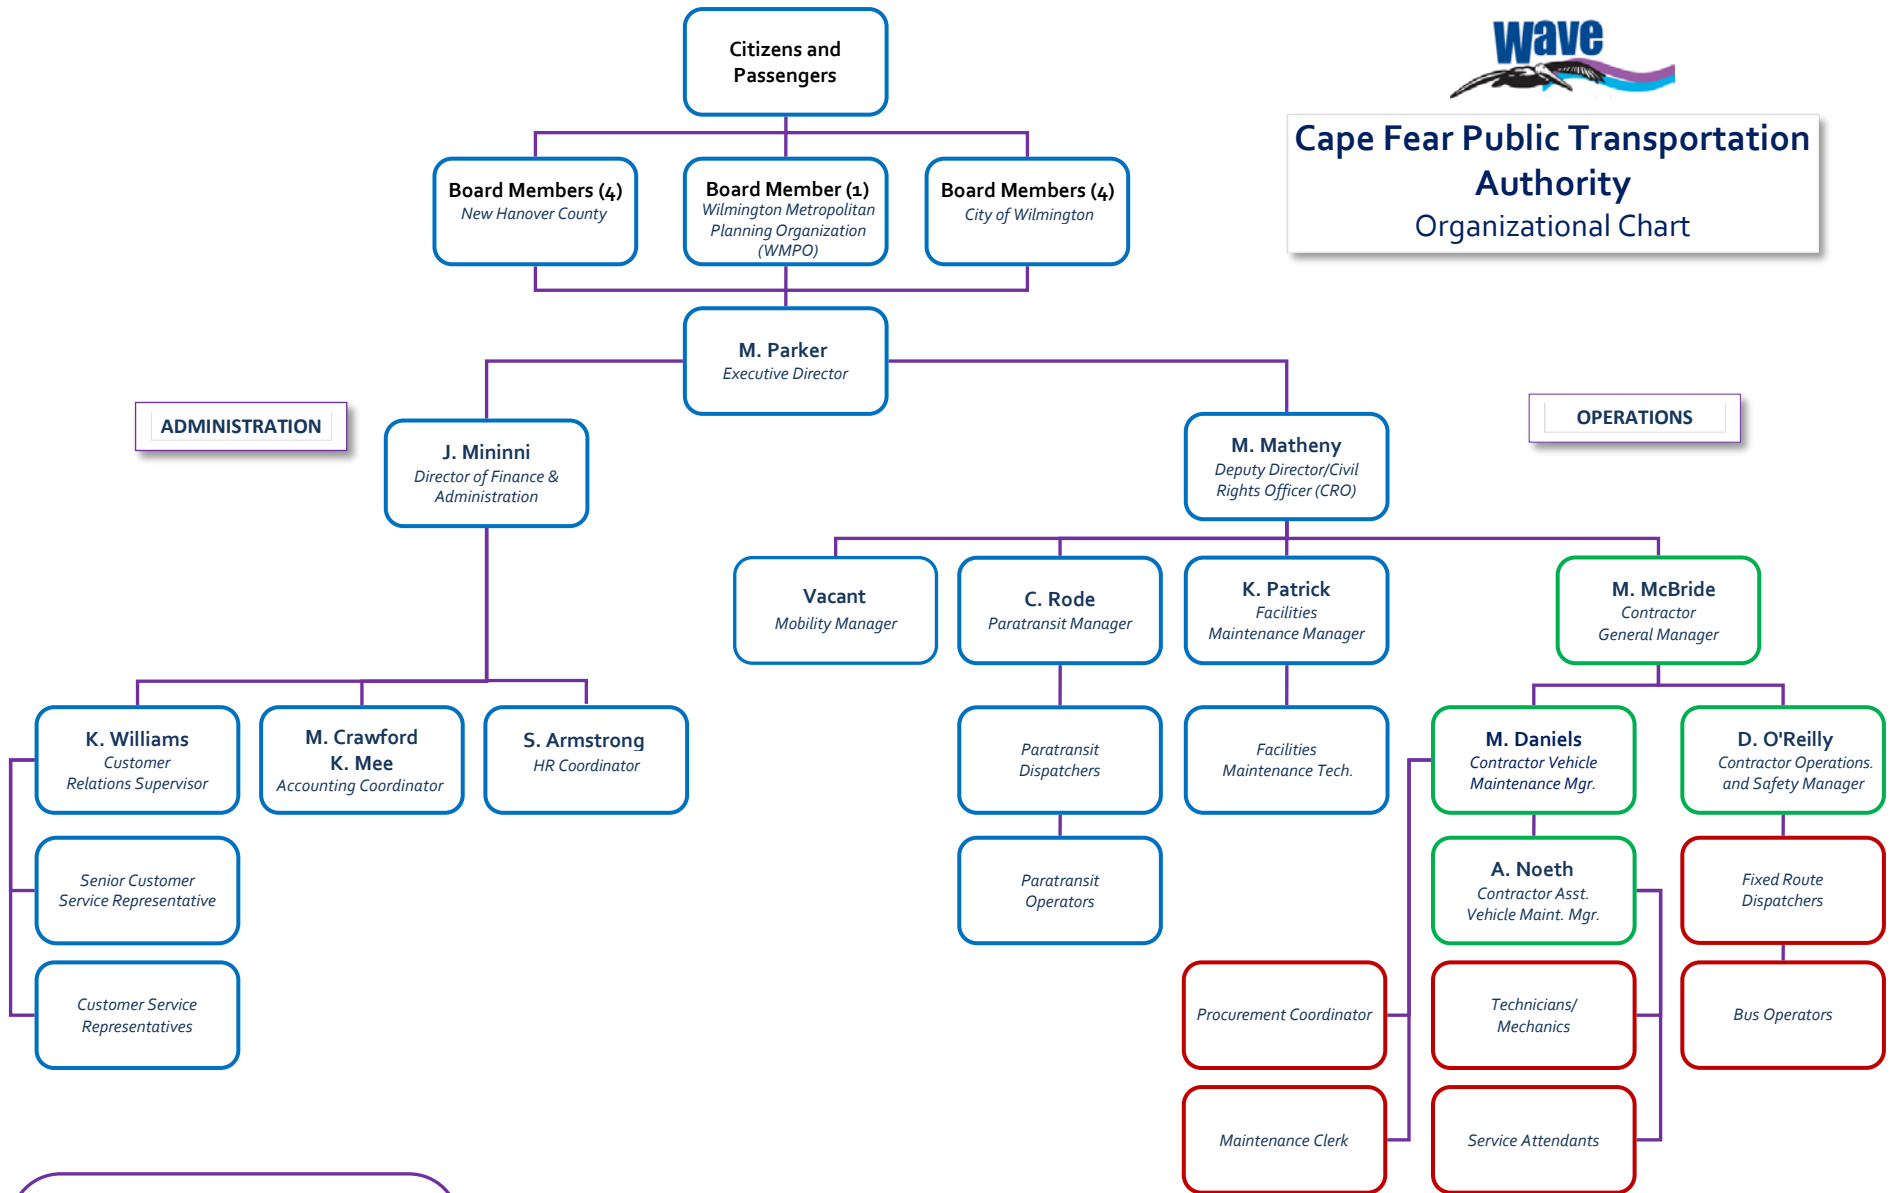 wave
Cape Fear Public Transportation
Authority
Organizational Chart
Citizens and
Passengers
Board Members (4)
New Hanover County
Board Member (1)
Wilmington Metropolitan
Planning Organization
(WMPO)
Board Members (4)
City of Wilmington
M. Parker
Executive Director
ADMINISTRATION
OPERATIONS
J. Mininni
Director of Finance &
Administration
M. Matheny
Deputy Director/Civil
Rights Officer (CRO)
Vacant
Mobility Manager
C. Rode
Paratransit Manager
K. Patrick
Facilities
Maintenance Manager
M. McBride
Contractor
General Manager
K. Williams
Customer
Relations Supervisor
M. Crawford
K. Mee
Accounting Coordinator
S. Armstrong
HR Coordinator
Paratransit
Dispatchers
Facilities
Maintenance Tech.
M. Daniels
Contractor Vehicle
Maintenance Mgr.
D. O'Reilly
Contractor Operations.
and Safety Manager
Senior Customer
Service Representative
Paratransit
Operators
A. Noeth
Contractor Asst.
Vehicle Maint. Mgr.
Fixed Route
Dispatchers
Customer Service
Representatives
Procurement Coordinator
Technicians/
Mechanics
Bus Operators
Maintenance Clerk
Service Attendants